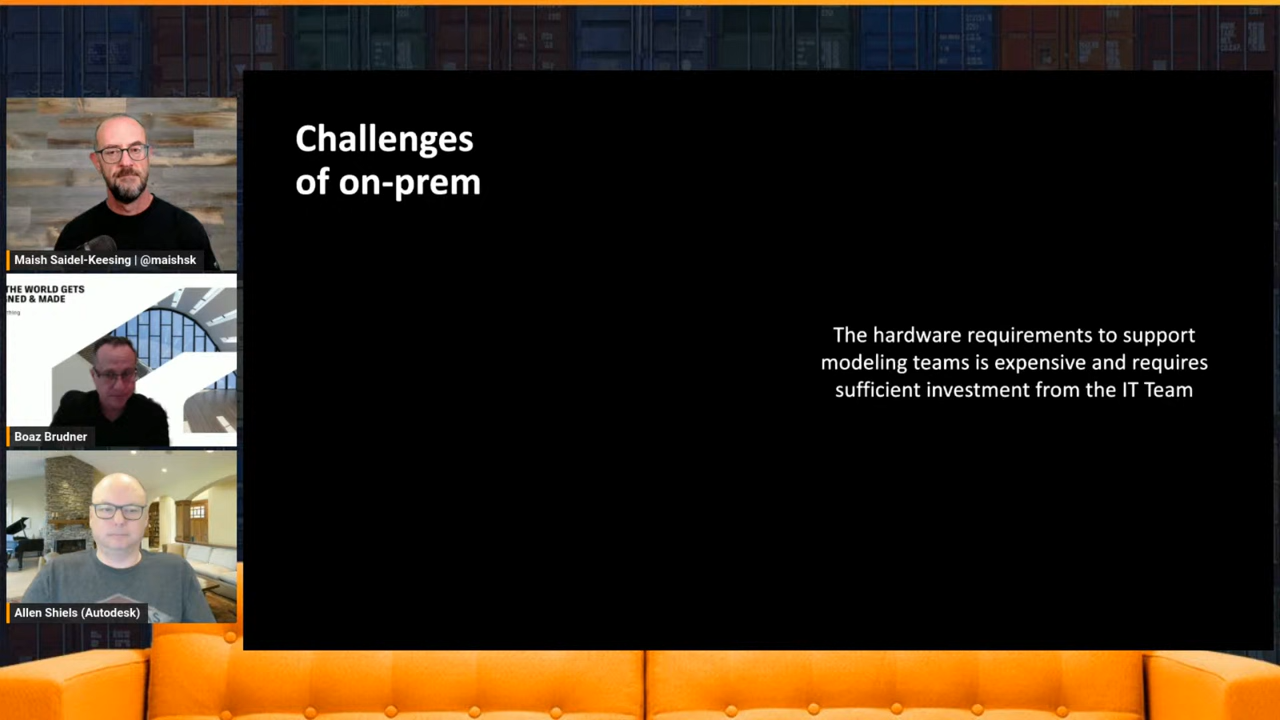 Challenges
of on-prem
The hardware requirements to support
modeling teams is expensive and requires
sufficient investment from the IT Team
Maish Saidel-Keesing | @maishsk
THE WORLD GETS
NED & MADE
Boaz Brudner
Allen Shiels (Autodesk)